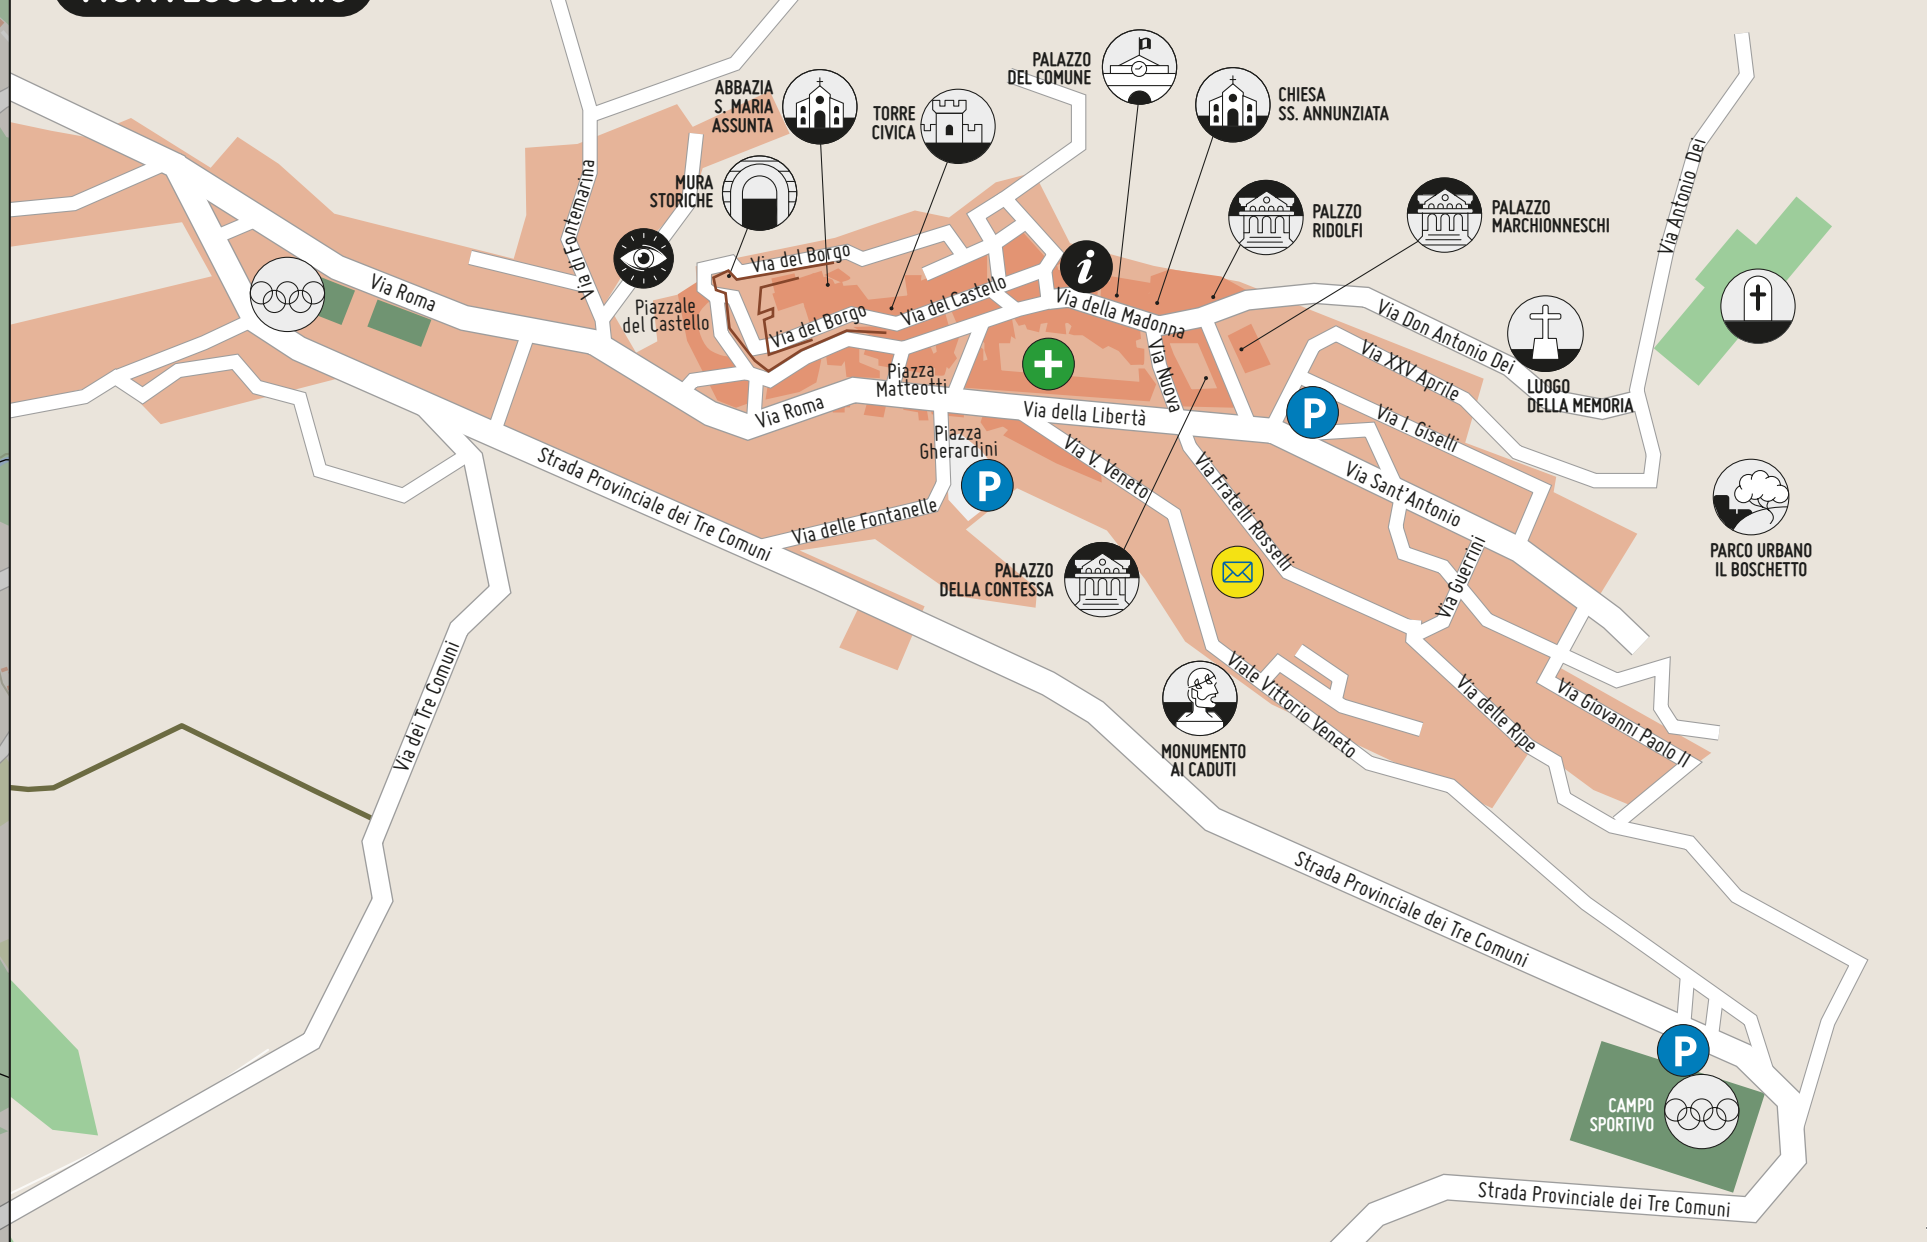 ABBAZIA
S. MARIA
ASSUNTA
TORRE
CIVICA
PALAZZO
DEL COMUNE
CHIESA
SS. ANNUNZIATA
MURA
STORICHE
PALZZO
RIDOLFI
PALAZZO
MARCHIONNESCHI
Via di Fontemarina
Via Antonio Dei
Via Roma
Piazzale
del Castello
Via del Borgo
Via del Borgo
Via del Castello
i
Via della Madonna
Via Don Antonio Dei
LUOGO
DELLA MEMORIA
Via Nuova
Via XXV Aprile
Via I. Giselli
P
Piazza
Matteotti
Via Roma
Via della Libertà
Piazza
Gherardini
P
Via V. Veneto
Via Fratelli Rosselli
Via Sant'Antonio
Via Guerrini
Strada Provinciale dei Tre Comuni
Via delle Fontanelle
PALAZZO
DELLA CONTESSA
PARCO URBANO
IL BOSCHETTO
Via dei Tre Comuni
MONUMENTO
AI CADUTI
Viale Vittorio Veneto
Via delle Ripe
Via Giovanni Paolo II
Strada Provinciale dei Tre Comuni
P
CAMPO
SPORTIVO
Strada Provinciale dei Tre Comuni